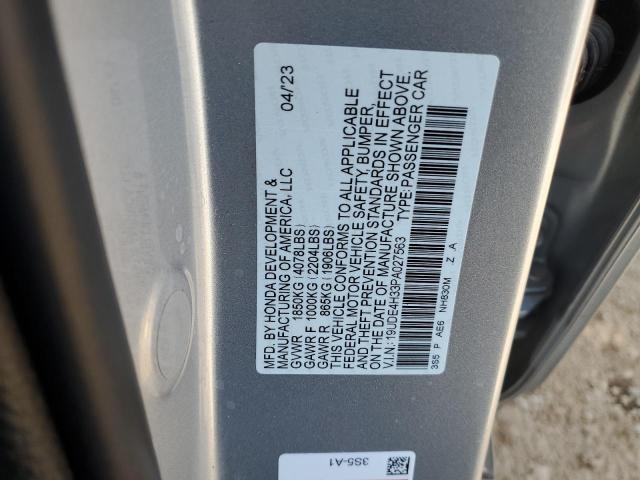 MFD. BY HONDA DEVELOPMENT & 04/'23
MANUFACTURING OF AMERICA, LLC
GVWR 1850KG (4078LBS)
GAWR F 1000KG (2204LBS)
GAWR R 865KG (1906LBS)
THIS VEHICLE CONFORMS TO ALL APPLICABLE
FEDERAL MOTOR VEHICLE SAFETY, BUMPER,
AND THEFT PREVENTION STANDARDS IN EFFECT
ON THE DATE OF MANUFACTURE SHOWN ABOVE.
V.I.N.: 19UDE4H33PA027563 TYPE:PASSENGER CAR
3S5 P AE6 NH830M Z A
3S5-A1